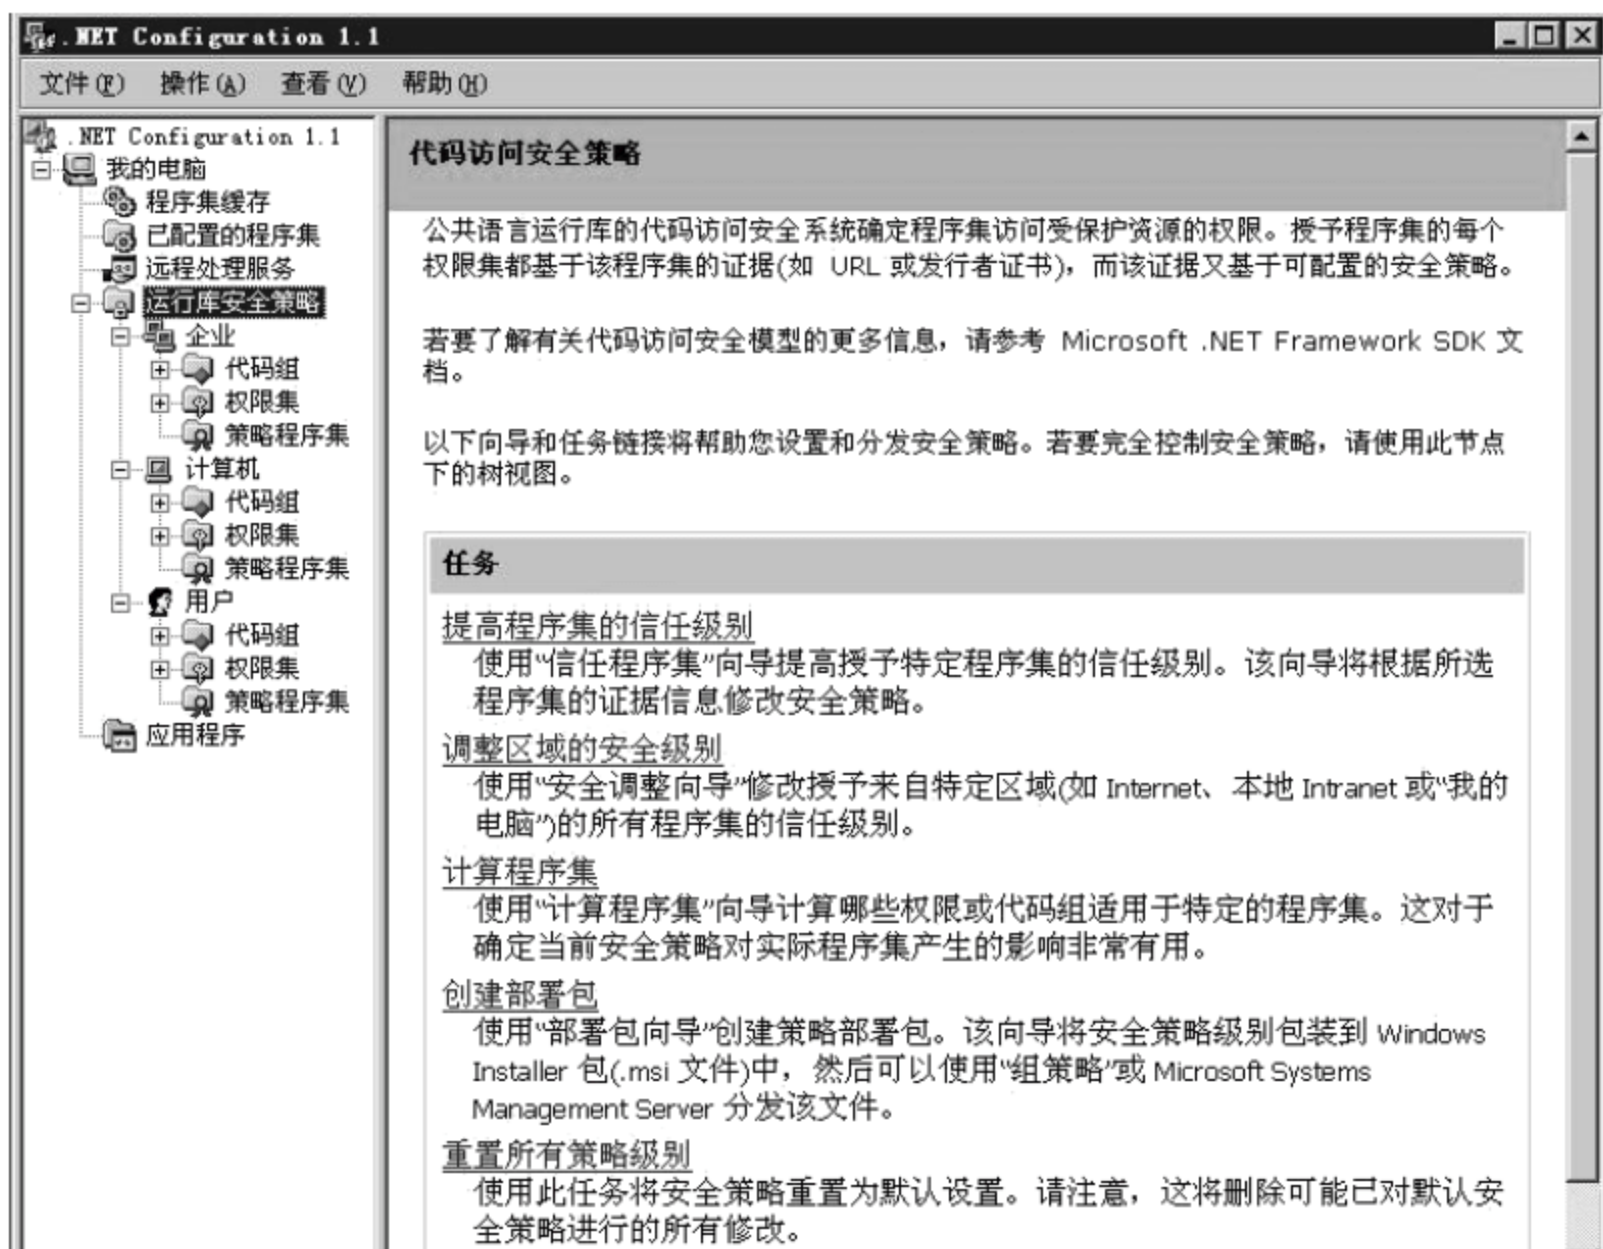 .NET Configuration 1.1
文件(F) 操作(A) 查看(V) 帮助(H)
.NET Configuration 1.1
我的电脑
程序集缓存
已配置的程序集
远程处理服务
运行库安全策略
企业
代码组
权限集
策略程序集
计算机
代码组
权限集
策略程序集
用户
代码组
权限集
策略程序集
应用程序
代码访问安全策略
公共语言运行库的代码访问安全系统确定程序集访问受保护资源的权限。授予程序集的每个
权限集都基于该程序集的证据(如 URL 或发行者证书)，而该证据又基于可配置的安全策略。
若要了解有关代码访问安全模型的更多信息，请参考 Microsoft .NET Framework SDK 文
档。
以下向导和任务链接将帮助您设置和分发安全策略。若要完全控制安全策略，请使用此节点
下的树视图。
任务
提高程序集的信任级别
使用“信任程序集”向导提高授予特定程序集的信任级别。该向导将根据所选
程序集的证据信息修改安全策略。
调整区域的安全级别
使用“安全调整向导”修改授予来自特定区域(如 Internet、本地 Intranet 或“我的
电脑”)的所有程序集的信任级别。
计算程序集
使用“计算程序集”向导计算哪些权限或代码组适用于特定的程序集。这对于
确定当前安全策略对实际程序集产生的影响非常有用。
创建部署包
使用“部署包向导”创建策略部署包。该向导将安全策略级别包装到 Windows
Installer 包(.msi 文件)中，然后可以使用“组策略”或 Microsoft Systems
Management Server 分发该文件。
重置所有策略级别
使用此任务将安全策略重置为默认设置。请注意，这将删除可能已对默认安
全策略进行的所有修改。